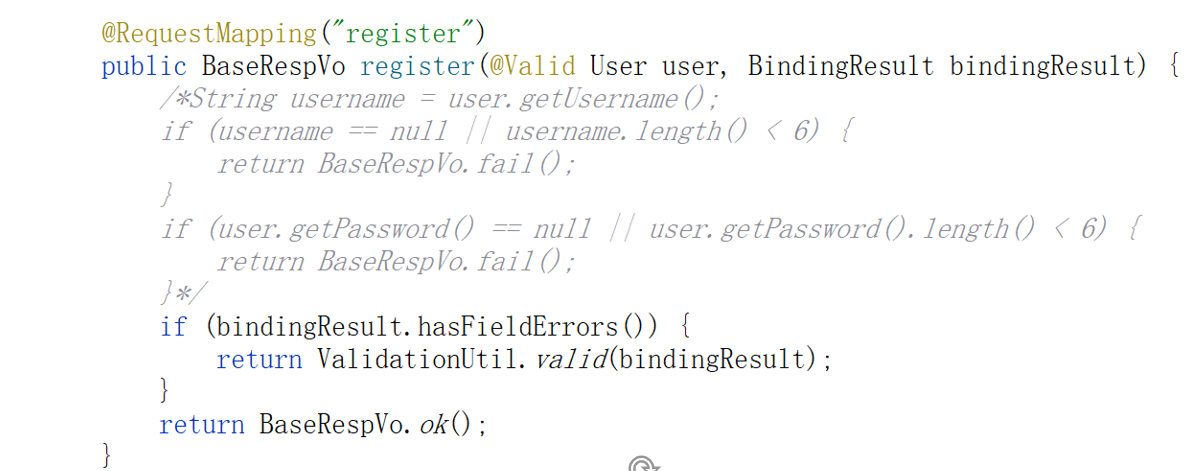 @RequestMapping("register")
public BaseRespVo register(@Valid User user, BindingResult bindingResult) {
/*String username = user.getUsername();
if (username == null || username.length() < 6) {
return BaseRespVo.fail();
}
if (user.getPassword() == null || user.getPassword().length() < 6) {
return BaseRespVo.fail();
}*/
if (bindingResult.hasFieldErrors()) {
return ValidationUtil.valid(bindingResult);
}
return BaseRespVo.ok();
}